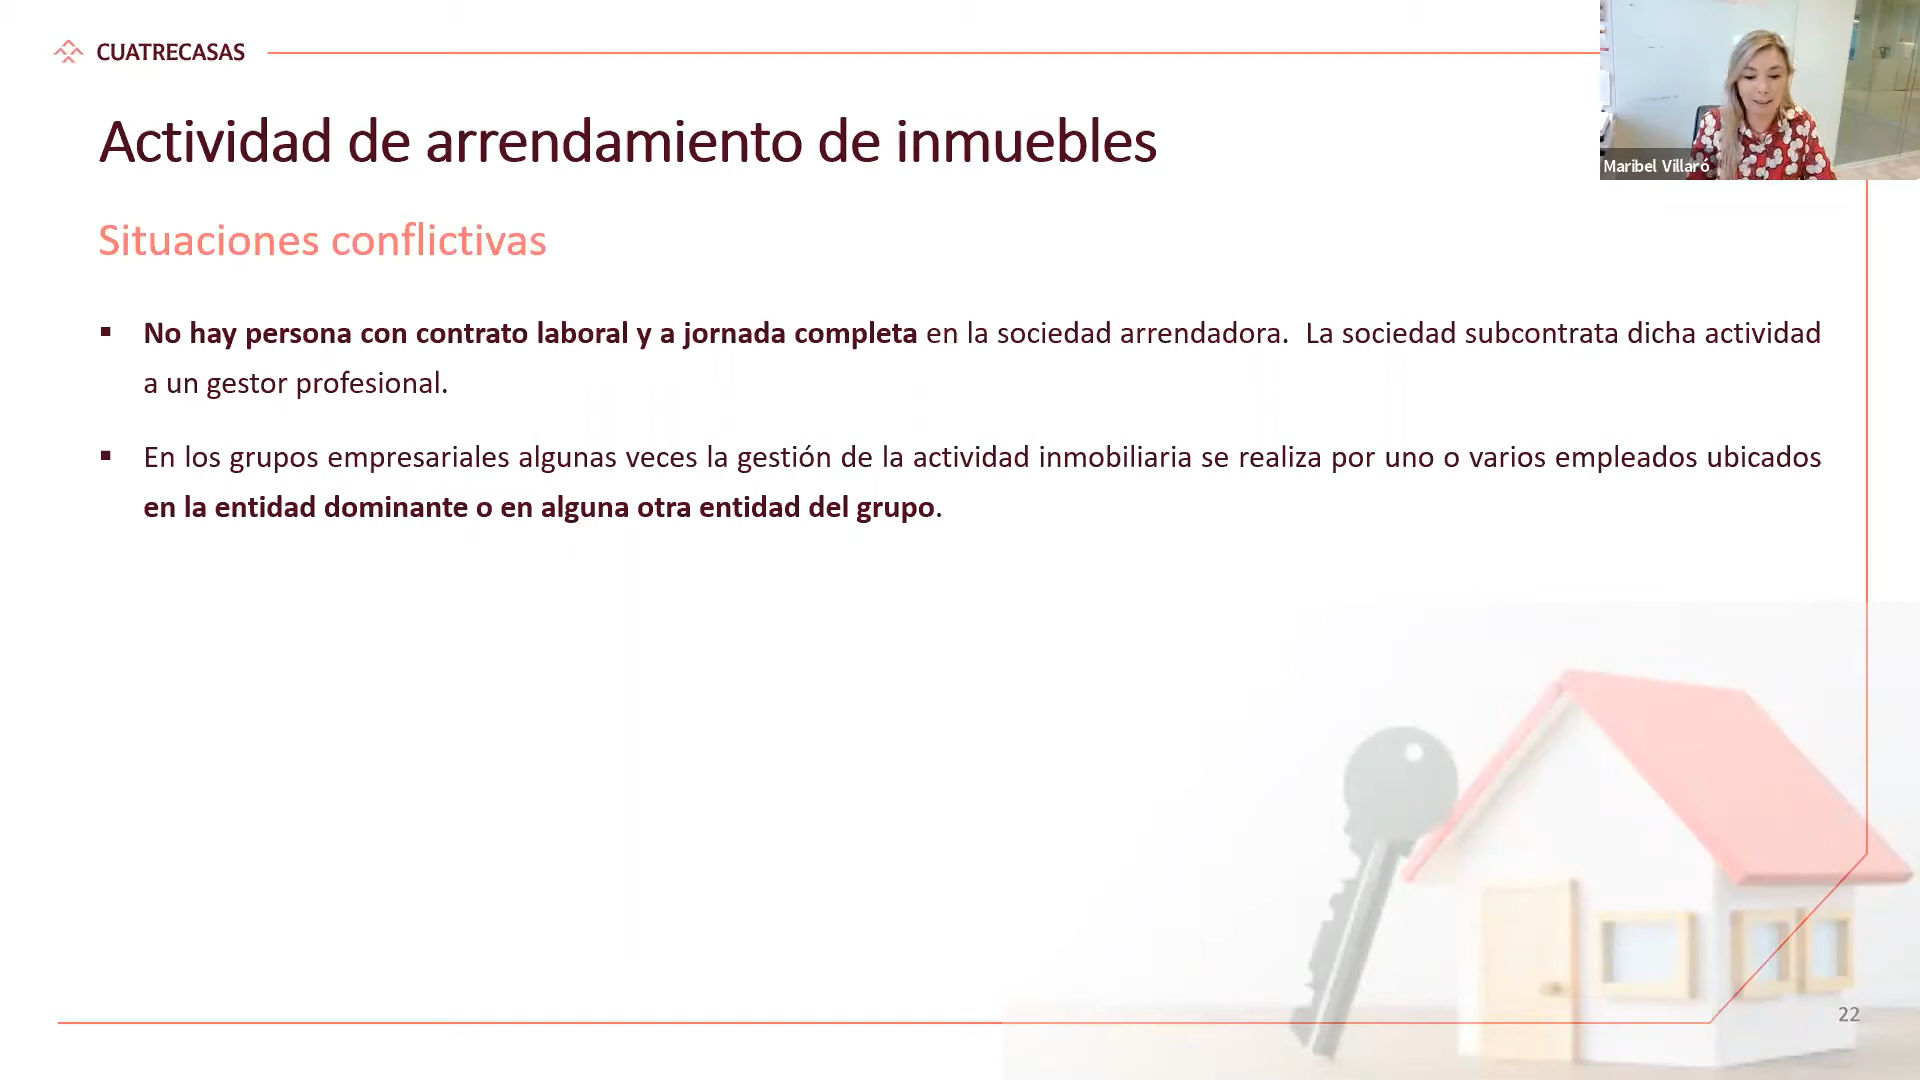 CUATRECASAS
Maribel Villaró
Actividad de arrendamiento de inmuebles
Situaciones conflictivas
▪ No hay persona con contrato laboral y a jornada completa en la sociedad arrendadora. La sociedad subcontrata dicha actividad
a un gestor profesional.
▪ En los grupos empresariales algunas veces la gestión de la actividad inmobiliaria se realiza por uno o varios empleados ubicados
en la entidad dominante o en alguna otra entidad del grupo.
22